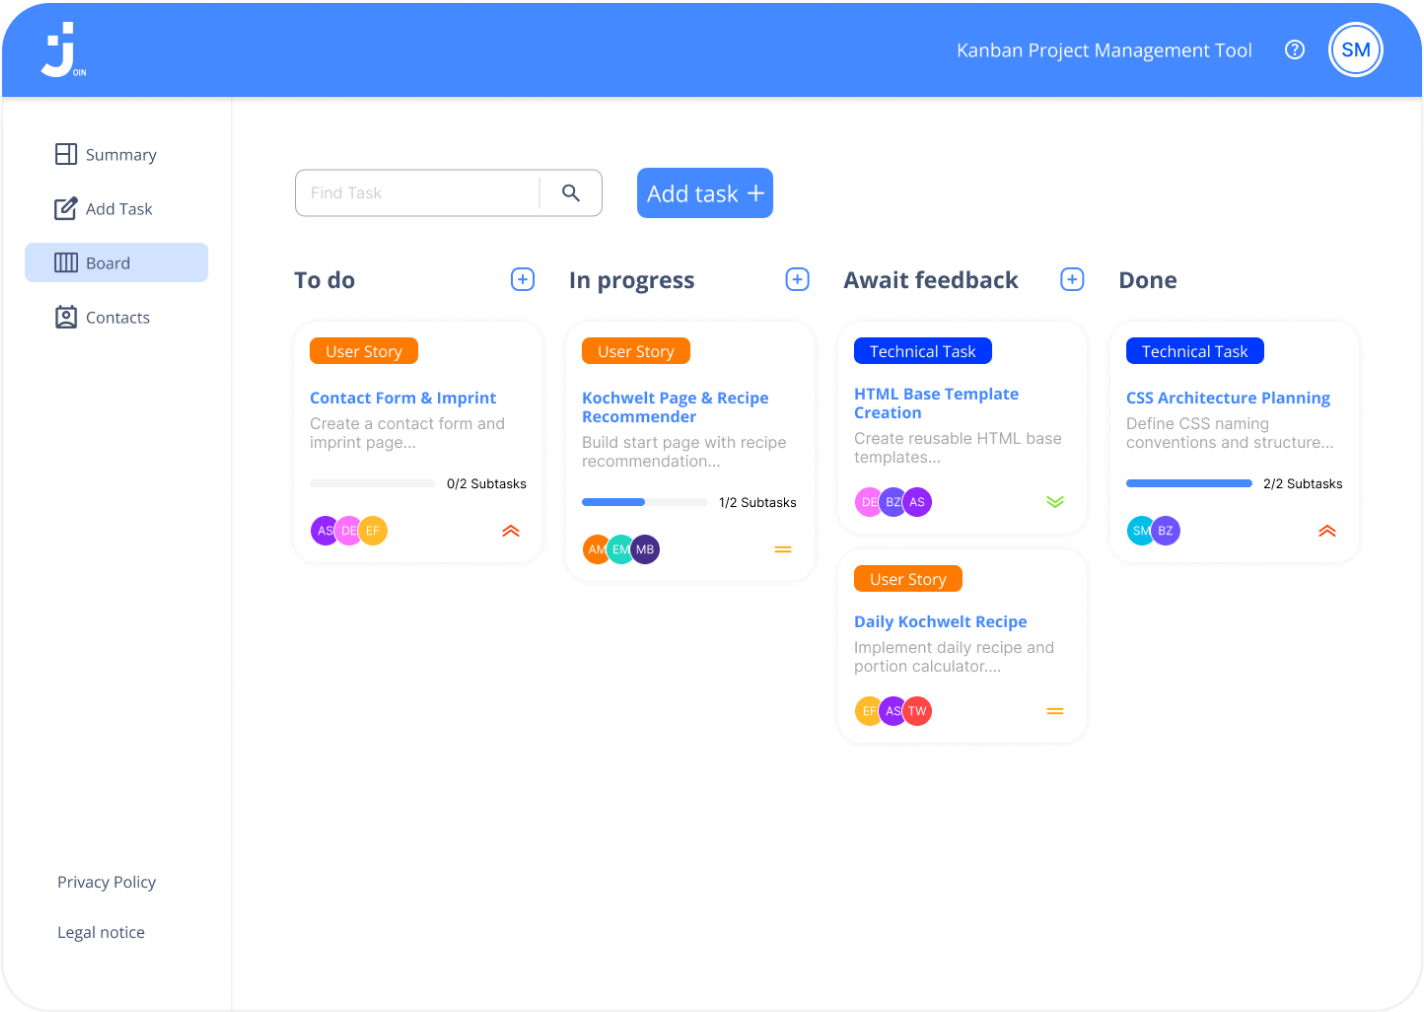 j
OIN
Kanban Project Management Tool
SM
Summary
Add Task
Board
Contacts
Privacy Policy
Legal notice
Find Task
Add task +
To do
User Story
Contact Form & Imprint
Create a contact form and
imprint page...
0/2 Subtasks
AS DE EF
In progress
User Story
Kochwelt Page & Recipe
Recommender
Build start page with recipe
recommendation...
1/2 Subtasks
AM EM MB
Await feedback
Technical Task
HTML Base Template
Creation
Create reusable HTML base
templates...
DE BZ AS
User Story
Daily Kochwelt Recipe
Implement daily recipe and
portion calculator....
EF AS TW
Done
Technical Task
CSS Architecture Planning
Define CSS naming
conventions and structure...
2/2 Subtasks
SM BZ